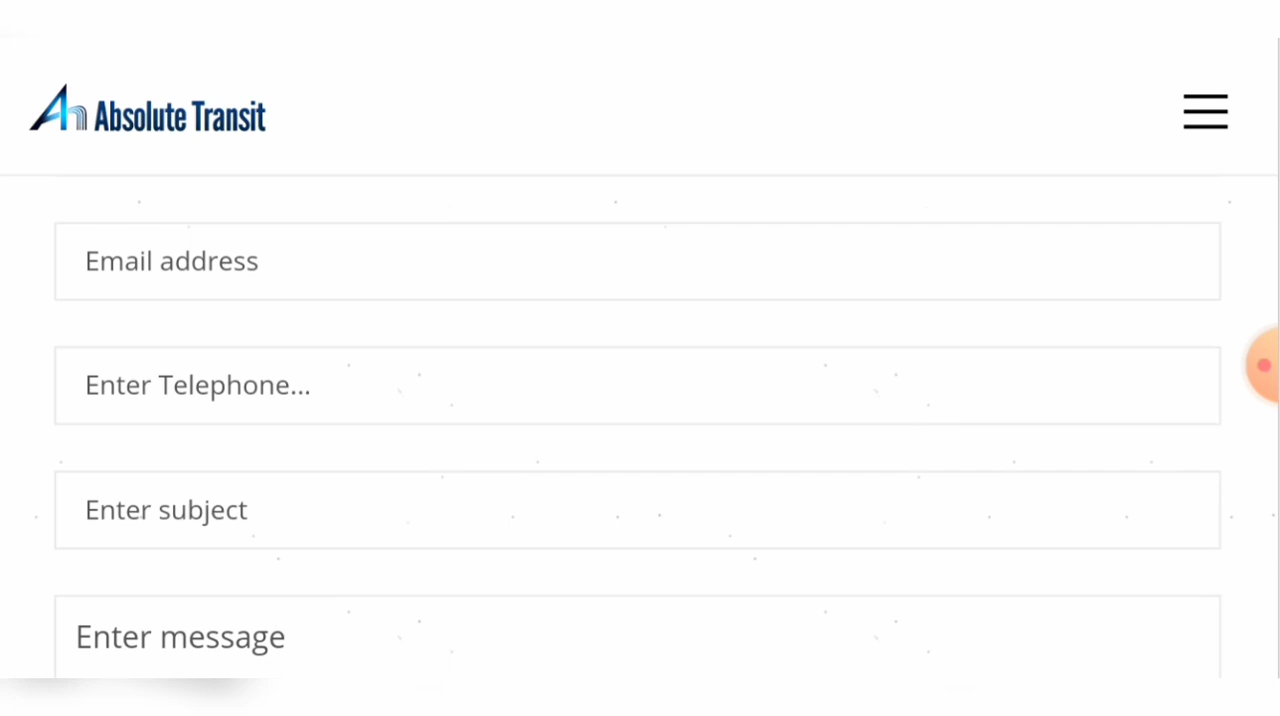 Absolute Transit
Email address
Enter Telephone...
Enter subject
Enter message